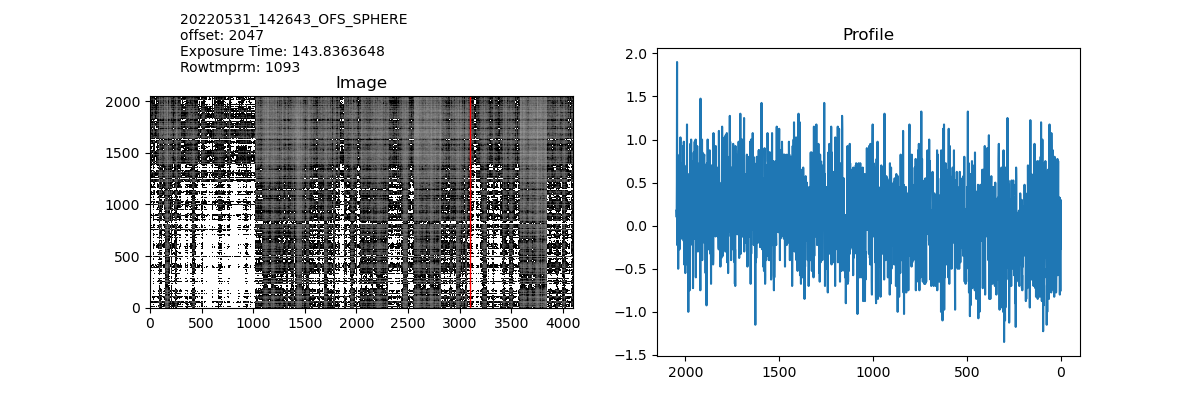 20220531_142643_OFS_SPHERE
offset: 2047
Exposure Time: 143.8363648
Rowtmprm: 1093
Image
Profile
2000
1500
1000
500
0
0 500 1000 1500 2000 2500 3000 3500 4000
2.0
1.5
1.0
0.5
0.0
−0.5
−1.0
−1.5
2000 1500 1000 500 0